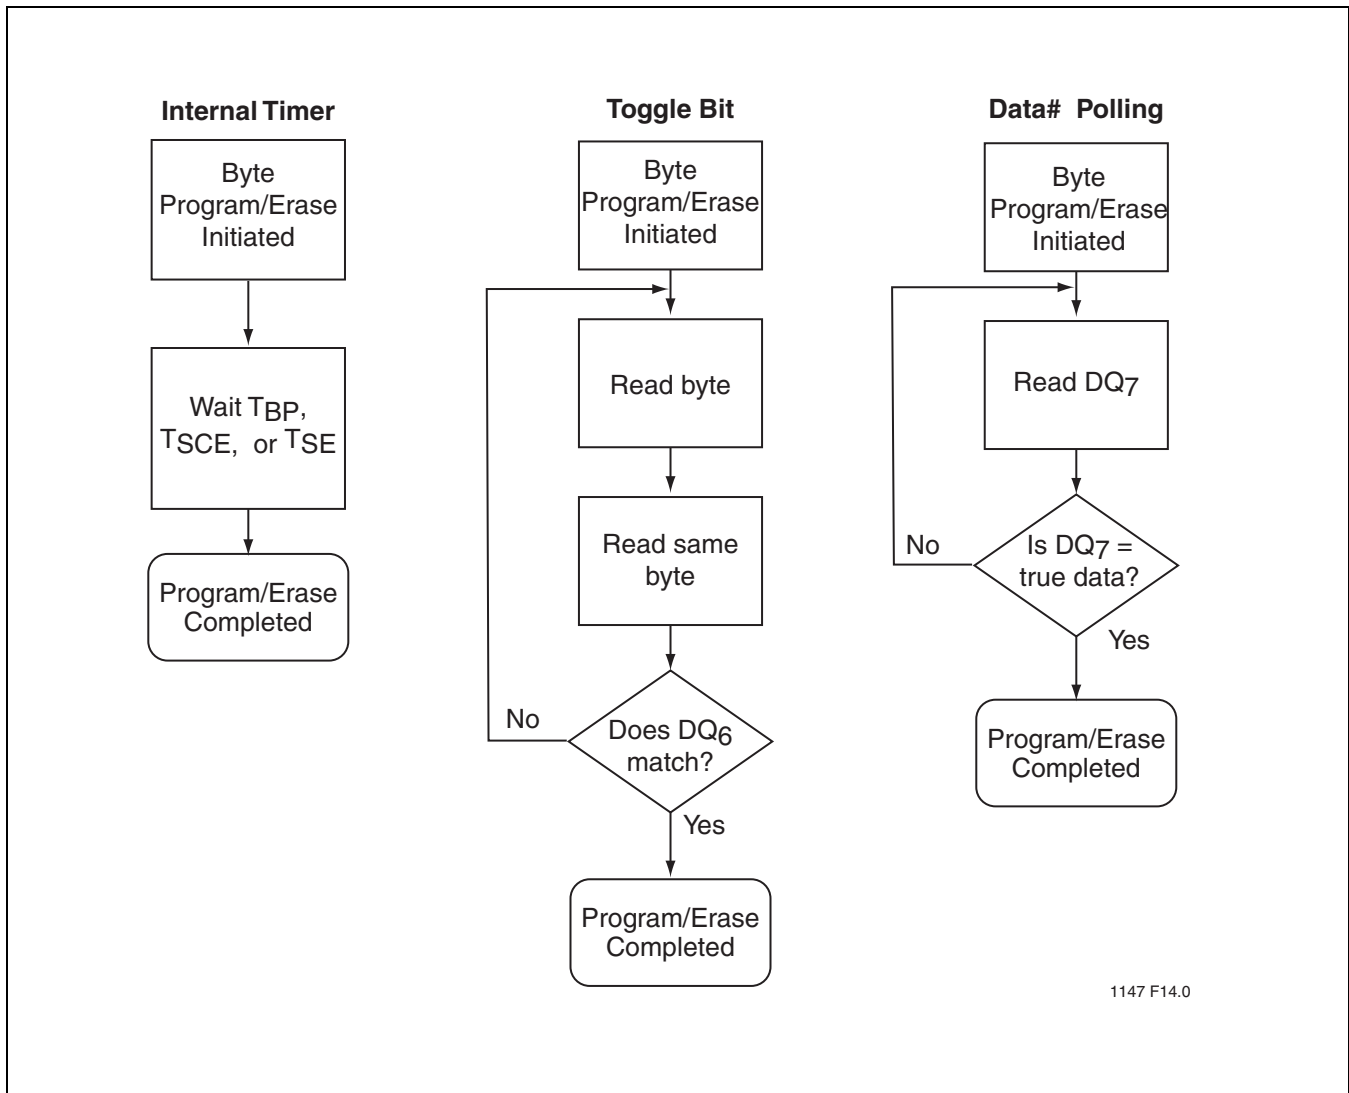 Internal Timer
Byte
Program/Erase
Initiated
Wait TBP,
TSCE, or TSE
Program/Erase
Completed
Toggle Bit
Byte
Program/Erase
Initiated
Read byte
Read same
byte
No
Does DQ6
match?
Yes
Program/Erase
Completed
Data# Polling
Byte
Program/Erase
Initiated
Read DQ7
No
Is DQ7 =
true data?
Yes
Program/Erase
Completed
1147 F14.0